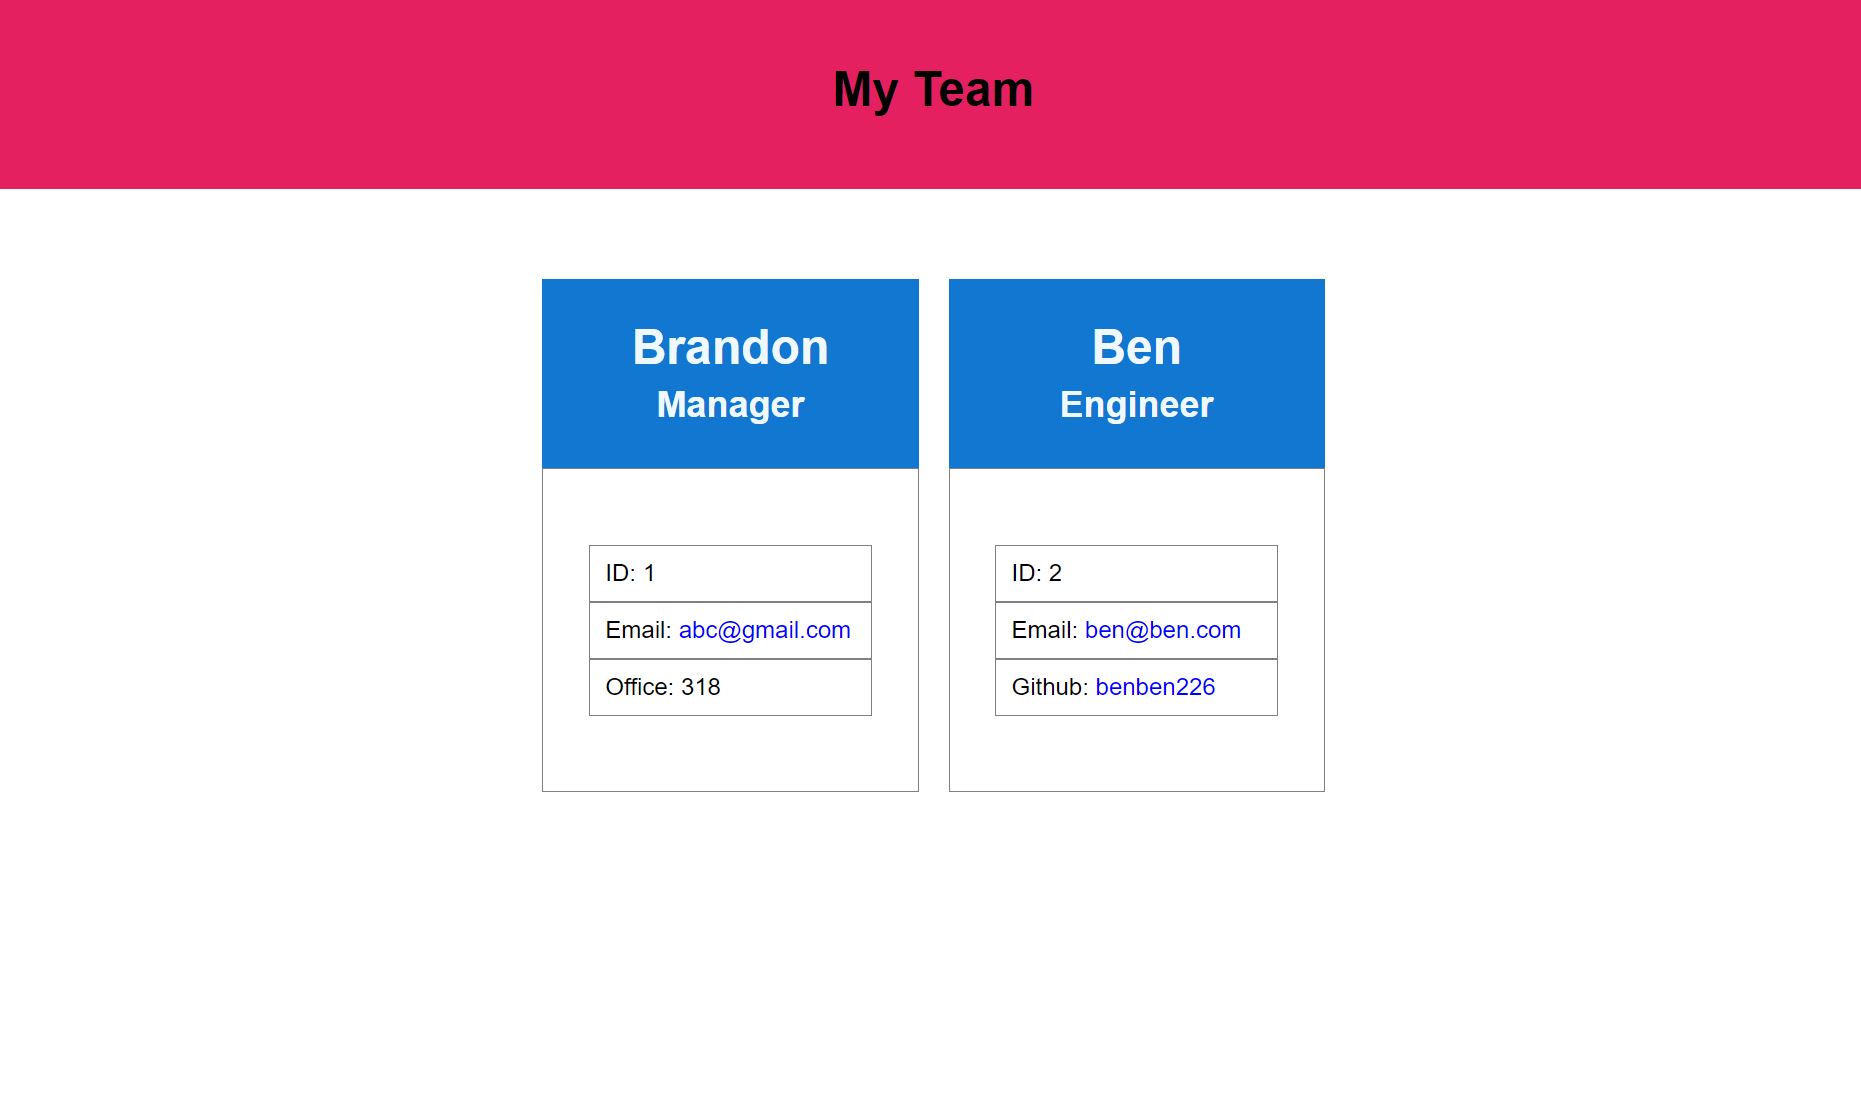 My Team
Brandon
Manager
ID: 1
Email: abc@gmail.com
Office: 318
Ben
Engineer
ID: 2
Email: ben@ben.com
Github: benben226